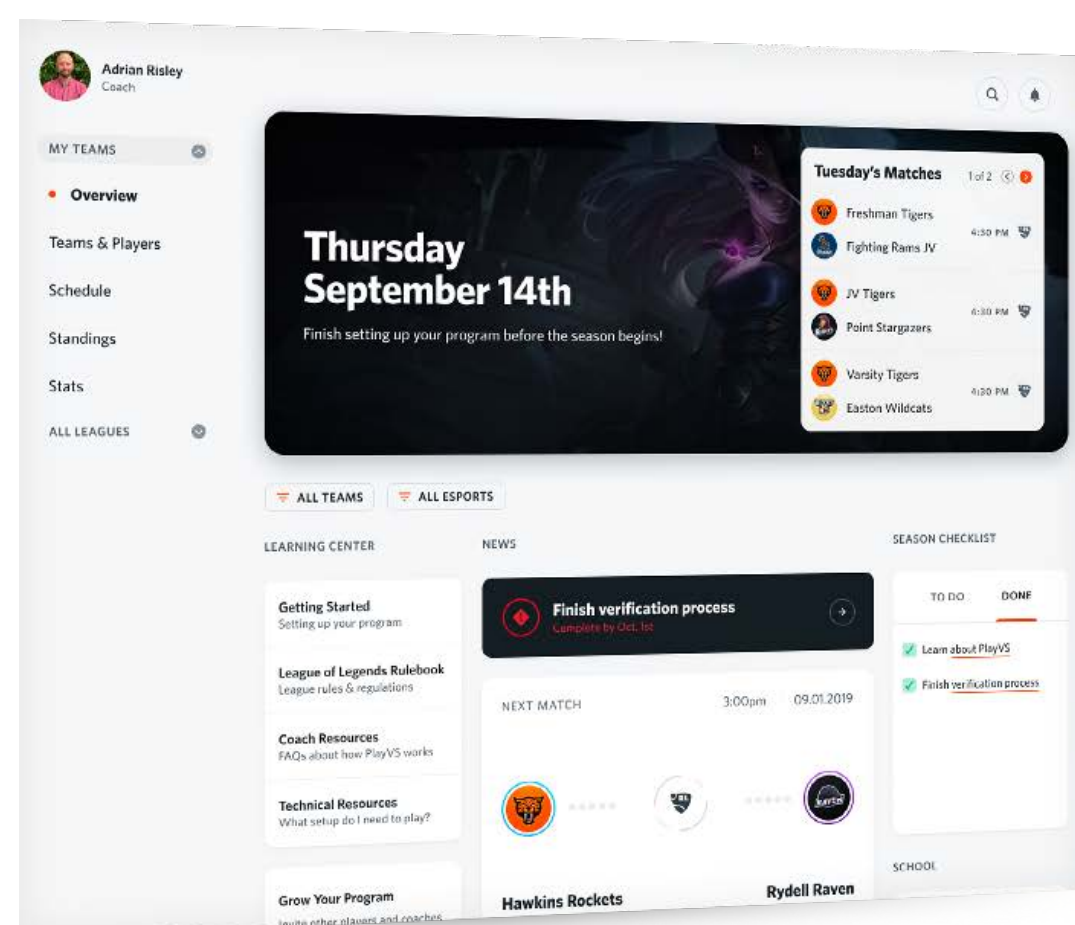 Adrian Risley
Coach
MY TEAMS
Overview
Teams & Players
Schedule
Standings
Stats
ALL LEAGUES
Thursday
September 14th
Finish setting up your program before the season begins!
Tuesday's Matches
1 of 2
Freshman Tigers
4:30 PM
Fighting Rams JV
JV Tigers
4:30 PM
Point Stargazers
Varsity Tigers
4:30 PM
Easton Wildcats
ALL TEAMS
ALL ESPORTS
LEARNING CENTER
Getting Started
Setting up your program
League of Legends Rulebook
League rules & regulations
Coach Resources
FAQs about how PlayVS works
Technical Resources
What setup do I need to play?
Grow Your Program
Invite other players and coaches
NEWS
Finish verification process
Complete by Oct. 1st
NEXT MATCH
3:00pm
09.01.2019
Hawkins Rockets
Rydell Raven
SEASON CHECKLIST
TO DO
DONE
Learn about PlayVS
Finish verification process
SCHOOL